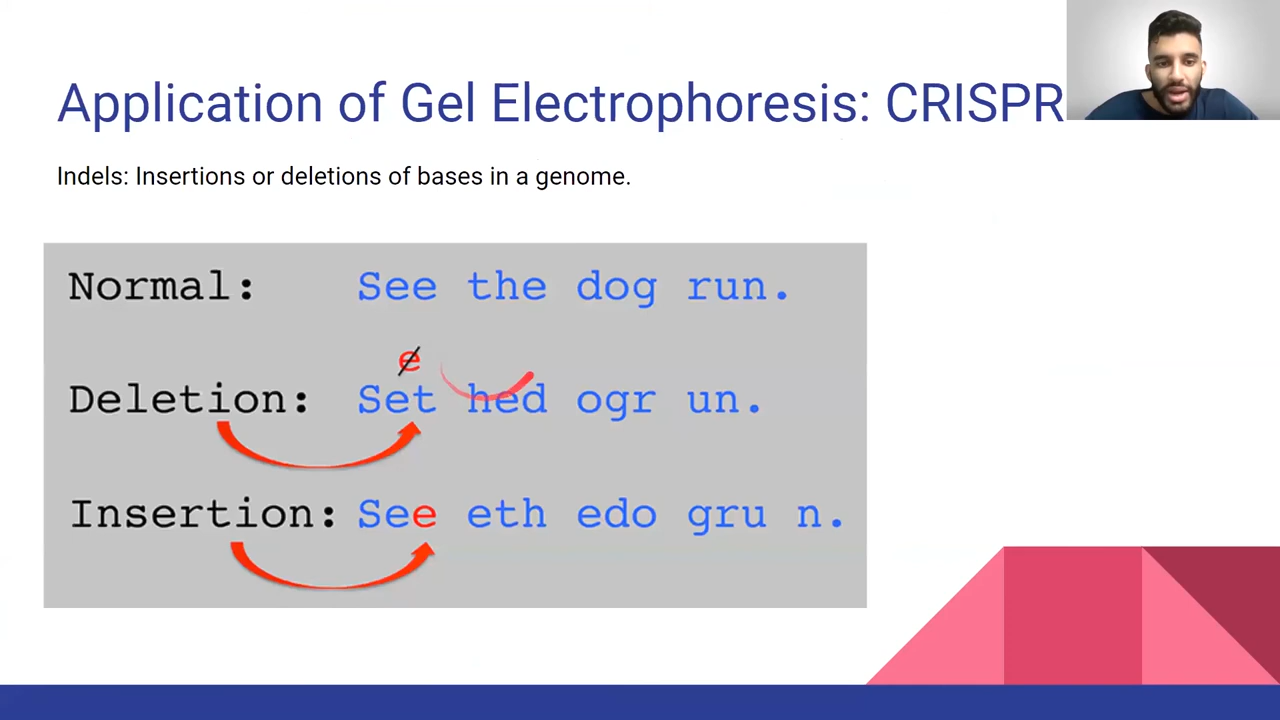 Application of Gel Electrophoresis: CRISPR
Indels: Insertions or deletions of bases in a genome.
Normal: See the dog run.
e
Deletion: Set hed ogr un.
Insertion: See eth edo gru n.